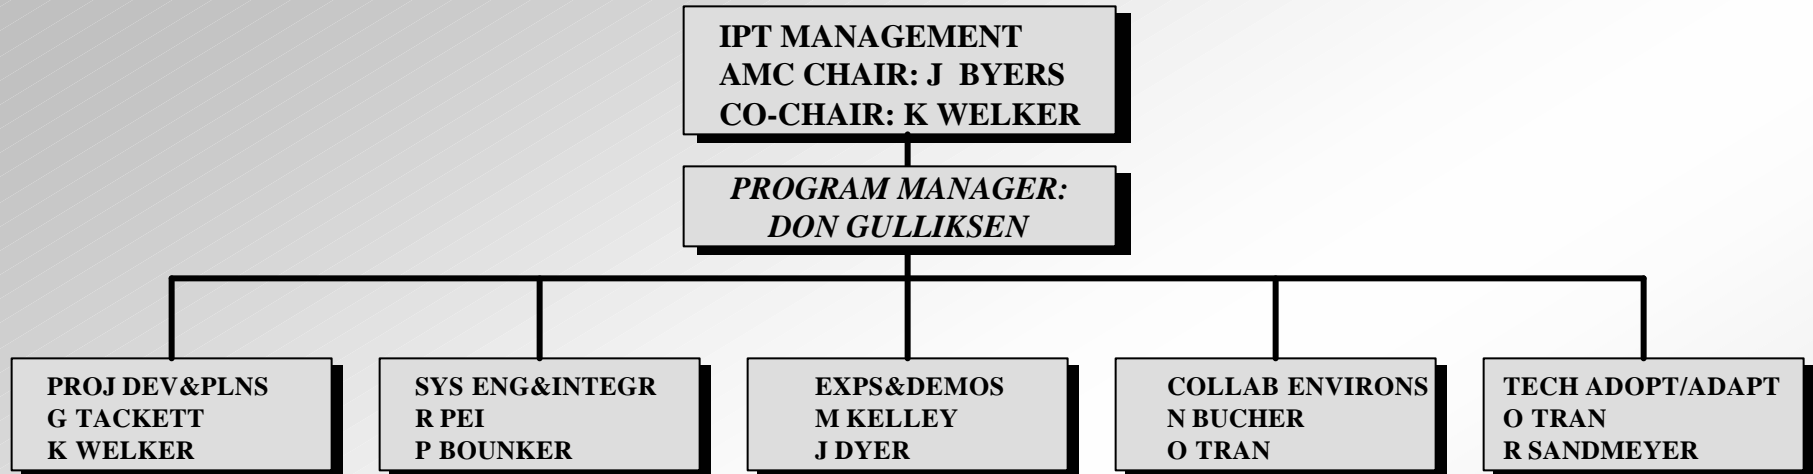 IPT MANAGEMENT
AMC CHAIR: J BYERS
CO-CHAIR: K WELKER
PROGRAM MANAGER:
DON GULLIKSEN
PROJ DEV&PLNS
G TACKETT
K WELKER
SYS ENG&INTEGR
R PEI
P BOUNKER
EXPS&DEMOS
M KELLEY
J DYER
COLLAB ENVIRONS
N BUCHER
O TRAN
TECH ADOPT/ADAPT
O TRAN
R SANDMEYER